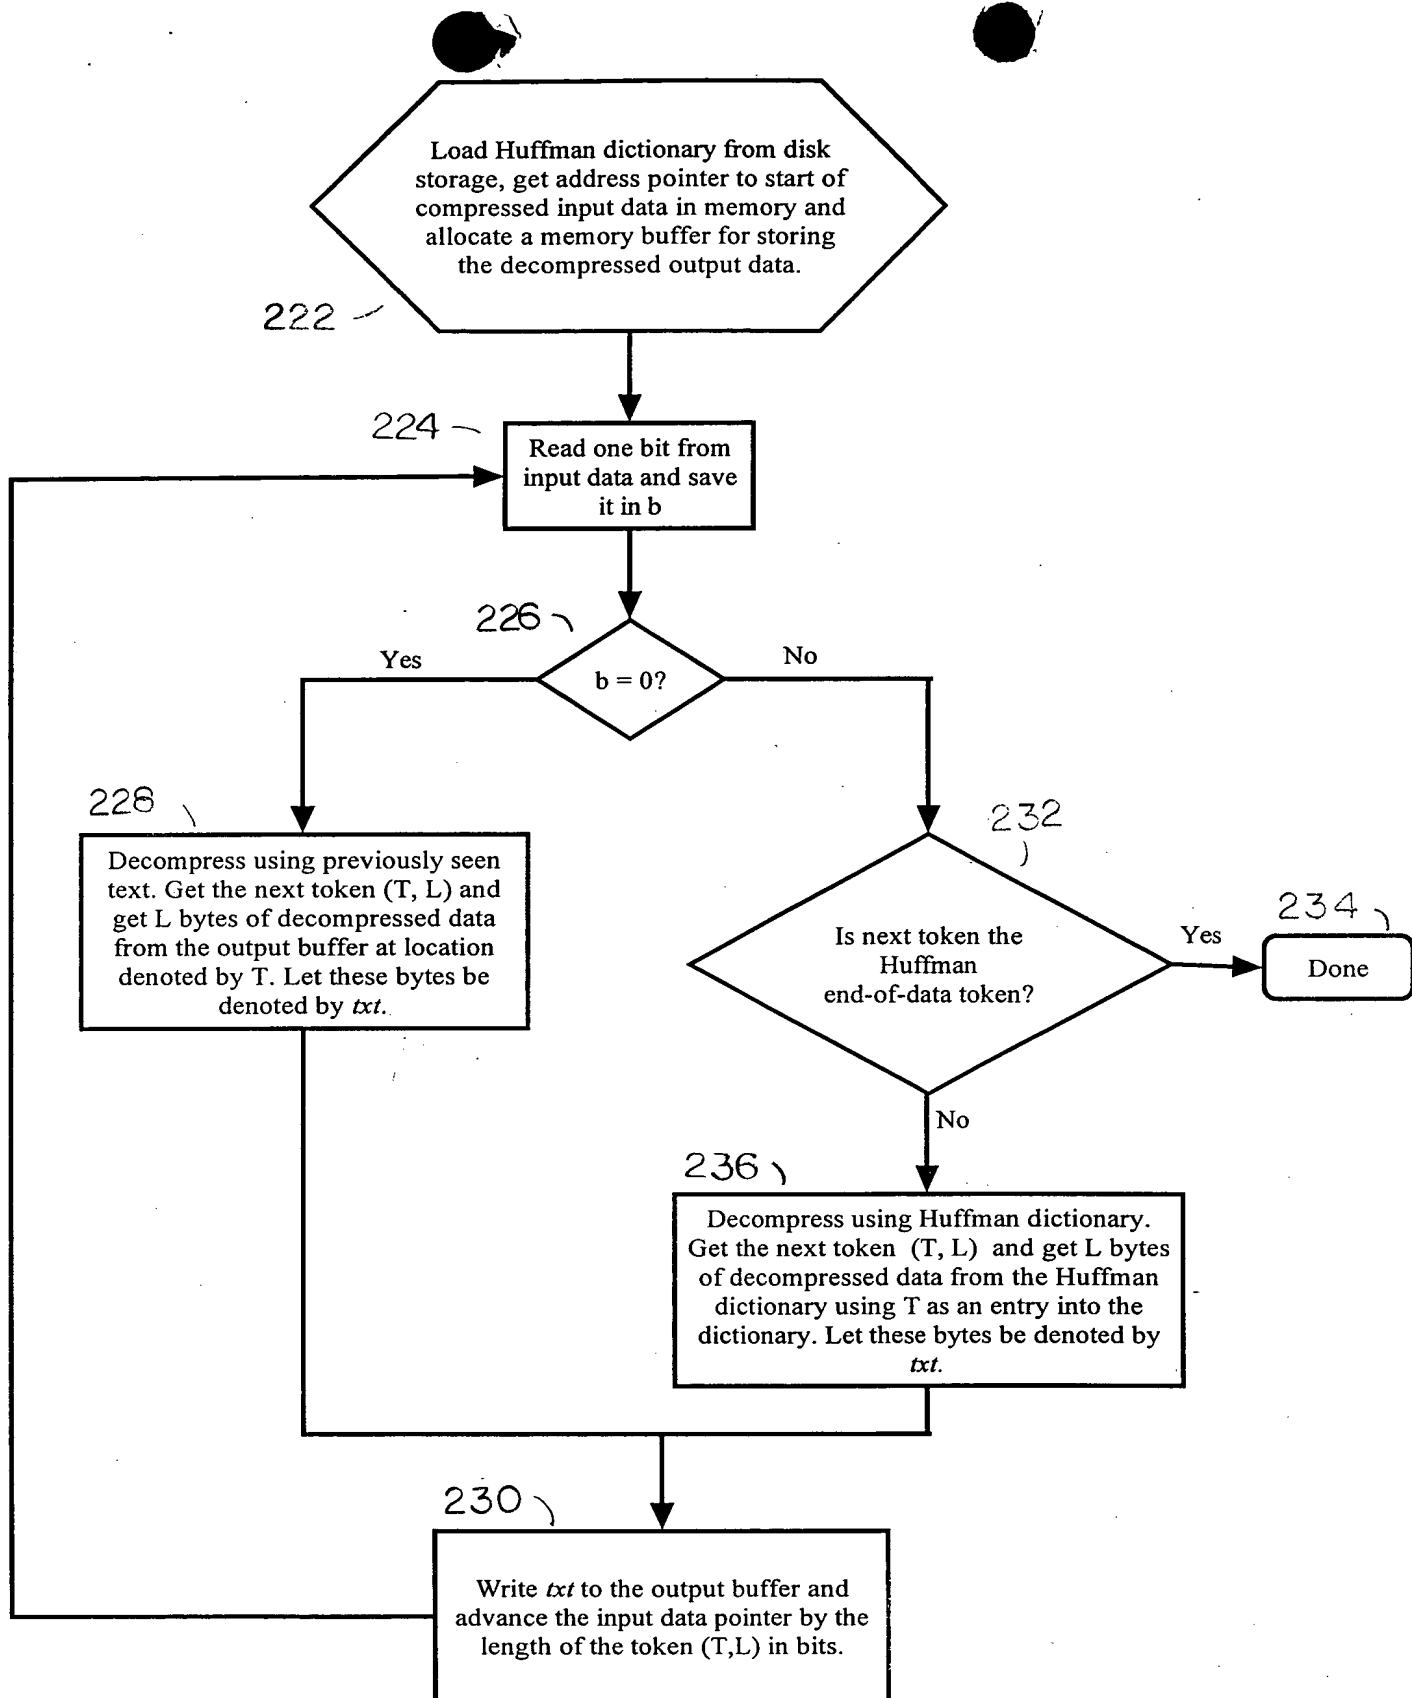 Load Huffman dictionary from disk
storage, get address pointer to start of
compressed input data in memory and
allocate a memory buffer for storing
the decompressed output data.
222
224
Read one bit from
input data and save
it in b
226
Yes
b = 0?
No
228
Decompress using previously seen
text. Get the next token (T, L) and
get L bytes of decompressed data
from the output buffer at location
denoted by T. Let these bytes be
denoted by txt.
232
Is next token the
Huffman
end-of-data token?
Yes
234
Done
No
236
Decompress using Huffman dictionary.
Get the next token (T, L) and get L bytes
of decompressed data from the Huffman
dictionary using T as an entry into the
dictionary. Let these bytes be denoted by
txt.
230
Write txt to the output buffer and
advance the input data pointer by the
length of the token (T,L) in bits.